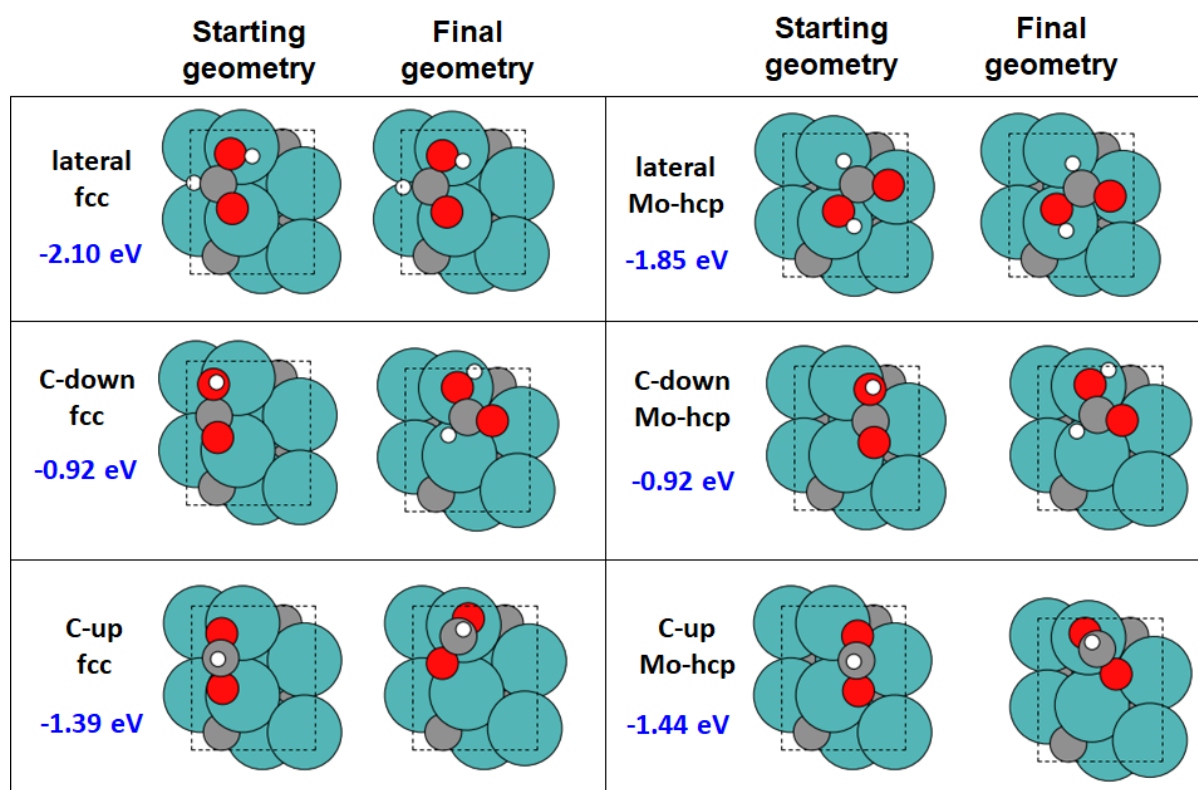 Starting
geometry
Final
geometry
Starting
geometry
Final
geometry
lateral
fcc
-2.10 eV
lateral
Mo-hcp
-1.85 eV
C-down
fcc
-0.92 eV
C-down
Mo-hcp
-0.92 eV
C-up
fcc
-1.39 eV
C-up
Mo-hcp
-1.44 eV